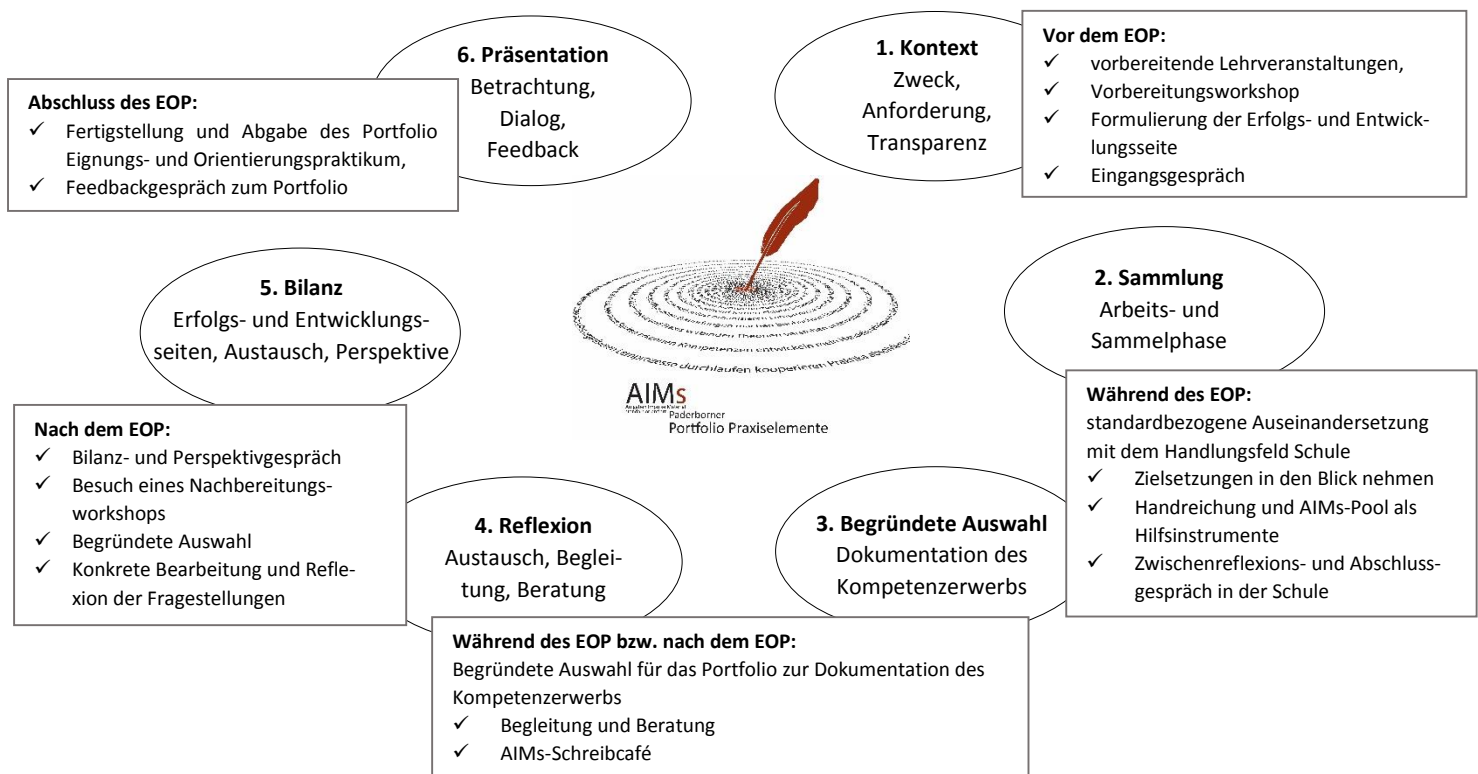 1. Kontext
Zweck,
Anforderung,
Transparenz
Vor dem EOP:
✓ vorbereitende Lehrveranstaltungen,
✓ Vorbereitungsworkshop
✓ Formulierung der Erfolgs- und Entwick-
lungsseite
✓ Eingangsgespräch
2. Sammlung
Arbeits- und
Sammelphase
Während des EOP:
standardbezogene Auseinandersetzung
mit dem Handlungsfeld Schule
✓ Zielsetzungen in den Blick nehmen
✓ Handreichung und AIMs-Pool als
Hilfsinstrumente
✓ Zwischenreflexions- und Abschluss-
gespräch in der Schule
3. Begründete Auswahl
Dokumentation des
Kompetenzerwerbs
4. Reflexion
Austausch, Beglei-
tung, Beratung
Während des EOP bzw. nach dem EOP:
Begründete Auswahl für das Portfolio zur Dokumentation des
Kompetenzerwerbs
✓ Begleitung und Beratung
✓ AIMs-Schreibcafé
5. Bilanz
Erfolgs- und Entwicklungs-
seiten, Austausch, Perspektive
Nach dem EOP:
✓ Bilanz- und Perspektivgespräch
✓ Besuch eines Nachbereitungs-
workshops
✓ Begründete Auswahl
✓ Konkrete Bearbeitung und Refle-
xion der Fragestellungen
6. Präsentation
Betrachtung,
Dialog,
Feedback
Abschluss des EOP:
✓ Fertigstellung und Abgabe des Portfolio
Eignungs- und Orientierungspraktikum,
✓ Feedbackgespräch zum Portfolio
durchlaufen kooperieren
AIMs
Paderborner
Portfolio Praxiselemente